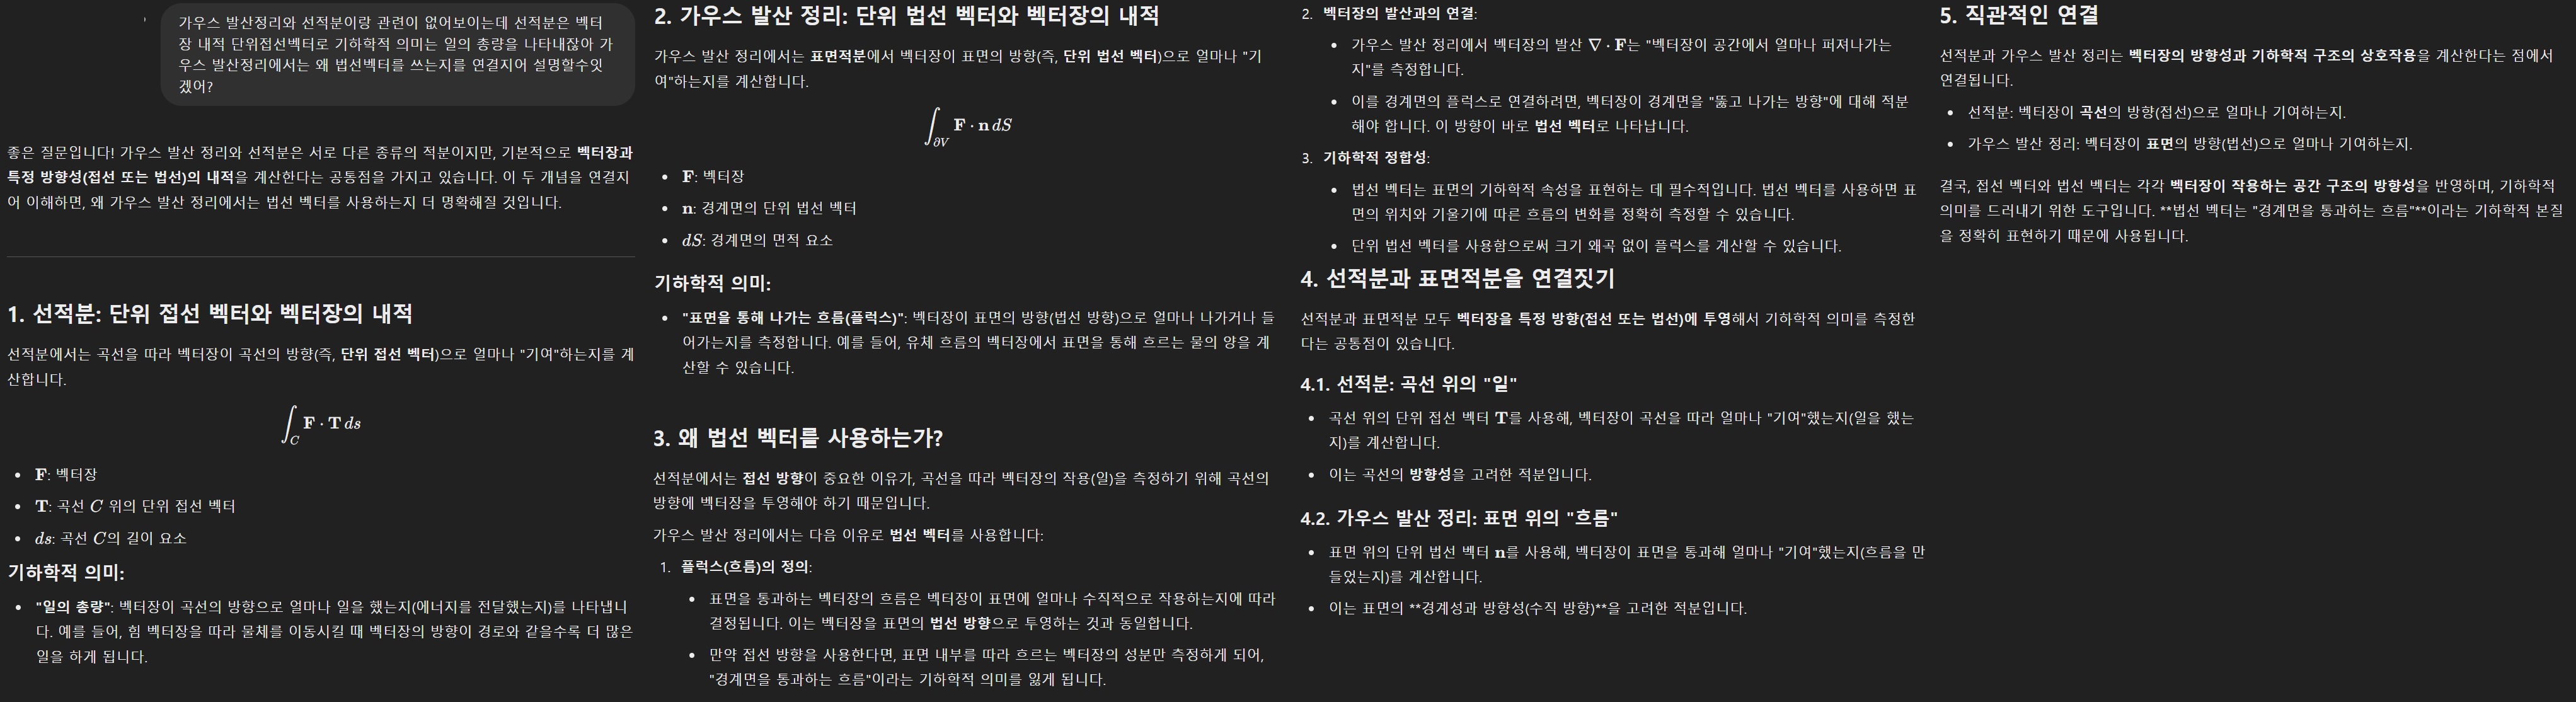 가우스 발산정리와 선적분이랑 관련이 없어보이는데 선적분은 벡터
장 내적 단위접선벡터로 기하학적 의미는 일의 총량을 나타내잖아 가
우스 발산정리에서는 왜 법선벡터를 쓰는지를 연결지어 설명할수잇
겠어?
좋은 질문입니다! 가우스 발산 정리와 선적분은 서로 다른 종류의 적분이지만, 기본적으로 벡터장과
특정 방향성(접선 또는 법선)의 내적을 계산한다는 공통점을 가지고 있습니다. 이 두 개념을 연결지
어 이해하면, 왜 가우스 발산 정리에서는 법선 벡터를 사용하는지 더 명확해질 것입니다.
1. 선적분: 단위 접선 벡터와 벡터장의 내적
선적분에서는 곡선을 따라 벡터장이 곡선의 방향(즉, 단위 접선 벡터)으로 얼마나 "기여"하는지를 계
산합니다.
∫_C F · T ds
• F: 벡터장
• T: 곡선 C 위의 단위 접선 벡터
• ds: 곡선 C의 길이 요소
기하학적 의미:
• "일의 총량": 벡터장이 곡선의 방향으로 얼마나 일을 했는지(에너지를 전달했는지)를 나타냅니
다. 예를 들어, 힘 벡터장을 따라 물체를 이동시킬 때 벡터장의 방향이 경로와 같을수록 더 많은
일을 하게 됩니다.
2. 가우스 발산 정리: 단위 법선 벡터와 벡터장의 내적
가우스 발산 정리에서는 표면적분에서 벡터장이 표면의 방향(즉, 단위 법선 벡터)으로 얼마나 "기
여"하는지를 계산합니다.
∫_∂V F · n dS
• F: 벡터장
• n: 경계면의 단위 법선 벡터
• dS: 경계면의 면적 요소
기하학적 의미:
• "표면을 통해 나가는 흐름(플럭스)": 벡터장이 표면의 방향(법선 방향)으로 얼마나 나가거나 들
어가는지를 측정합니다. 예를 들어, 유체 흐름의 벡터장에서 표면을 통해 흐르는 물의 양을 계
산할 수 있습니다.
3. 왜 법선 벡터를 사용하는가?
선적분에서는 접선 방향이 중요한 이유가, 곡선을 따라 벡터장의 작용(일)을 측정하기 위해 곡선의
방향에 벡터장을 투영해야 하기 때문입니다.
가우스 발산 정리에서는 다음 이유로 법선 벡터를 사용합니다:
1. 플럭스(흐름)의 정의:
• 표면을 통과하는 벡터장의 흐름은 벡터장이 표면에 얼마나 수직적으로 작용하는지에 따라
결정됩니다. 이는 벡터장을 표면의 법선 방향으로 투영하는 것과 동일합니다.
• 만약 접선 방향을 사용한다면, 표면 내부를 따라 흐르는 벡터장의 성분만 측정하게 되어,
"경계면을 통과하는 흐름"이라는 기하학적 의미를 잃게 됩니다.
2. 벡터장의 발산과의 연결:
• 가우스 발산 정리에서 벡터장의 발산 ∇ · F는 "벡터장이 공간에서 얼마나 퍼져나가는
지"를 측정합니다.
• 이를 경계면의 플럭스로 연결하려면, 벡터장이 경계면을 "뚫고 나가는 방향"에 대해 적분
해야 합니다. 이 방향이 바로 법선 벡터로 나타납니다.
3. 기하학적 정합성:
• 법선 벡터는 표면의 기하학적 속성을 표현하는 데 필수적입니다. 법선 벡터를 사용하면 표
면의 위치와 기울기에 따른 흐름의 변화를 정확히 측정할 수 있습니다.
• 단위 법선 벡터를 사용함으로써 크기 왜곡 없이 플럭스를 계산할 수 있습니다.
4. 선적분과 표면적분을 연결짓기
선적분과 표면적분 모두 벡터장을 특정 방향(접선 또는 법선)에 투영해서 기하학적 의미를 측정한
다는 공통점이 있습니다.
4.1. 선적분: 곡선 위의 "일"
• 곡선 위의 단위 접선 벡터 T를 사용해, 벡터장이 곡선을 따라 얼마나 "기여"했는지(일을 했는
지)를 계산합니다.
• 이는 곡선의 방향성을 고려한 적분입니다.
4.2. 가우스 발산 정리: 표면 위의 "흐름"
• 표면 위의 단위 법선 벡터 n를 사용해, 벡터장이 표면을 통과해 얼마나 "기여"했는지(흐름을 만
들었는지)를 계산합니다.
• 이는 표면의 **경계성과 방향성(수직 방향)**을 고려한 적분입니다.
5. 직관적인 연결
선적분과 가우스 발산 정리는 벡터장의 방향성과 기하학적 구조의 상호작용을 계산한다는 점에서
연결됩니다.
• 선적분: 벡터장이 곡선의 방향(접선)으로 얼마나 기여하는지.
• 가우스 발산 정리: 벡터장이 표면의 방향(법선)으로 얼마나 기여하는지.
결국, 접선 벡터와 법선 벡터는 각각 벡터장이 작용하는 공간 구조의 방향성을 반영하며, 기하학적
의미를 드러내기 위한 도구입니다. **법선 벡터는 "경계면을 통과하는 흐름"**이라는 기하학적 본질
을 정확히 표현하기 때문에 사용됩니다.